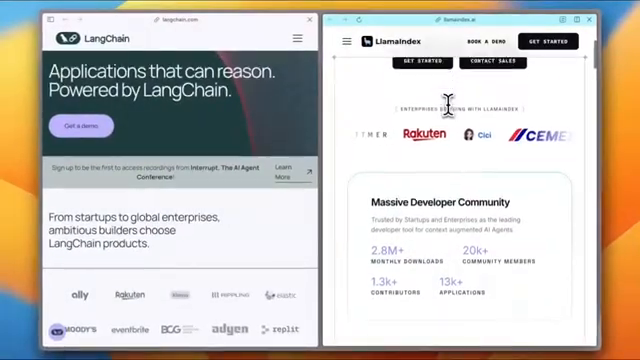 langchain.com
LangChain
Applications that can reason.
Powered by LangChain.
Get a demo
Sign up to be the first to access recordings from Interrupt, The AI Agent
Conference!
Learn
More
From startups to global enterprises,
ambitious builders choose
LangChain products.
ally
Rakuten
RIPPLING
elastic
MOODY'S
eventbrite
BCG
adyen
replit
llamaindex.ai
LlamaIndex
BOOK A DEMO
GET STARTED
GET STARTED
CONTACT SALES
ENTERPRISES WITH LLAMAINDEX
Rakuten
Cici
CEME
Massive Developer Community
Trusted by Startups and Enterprises as the leading
developer tool for context augmented AI Agents
2.8M+
MONTHLY DOWNLOADS
20k+
COMMUNITY MEMBERS
1.3k+
CONTRIBUTORS
13k+
APPLICATIONS